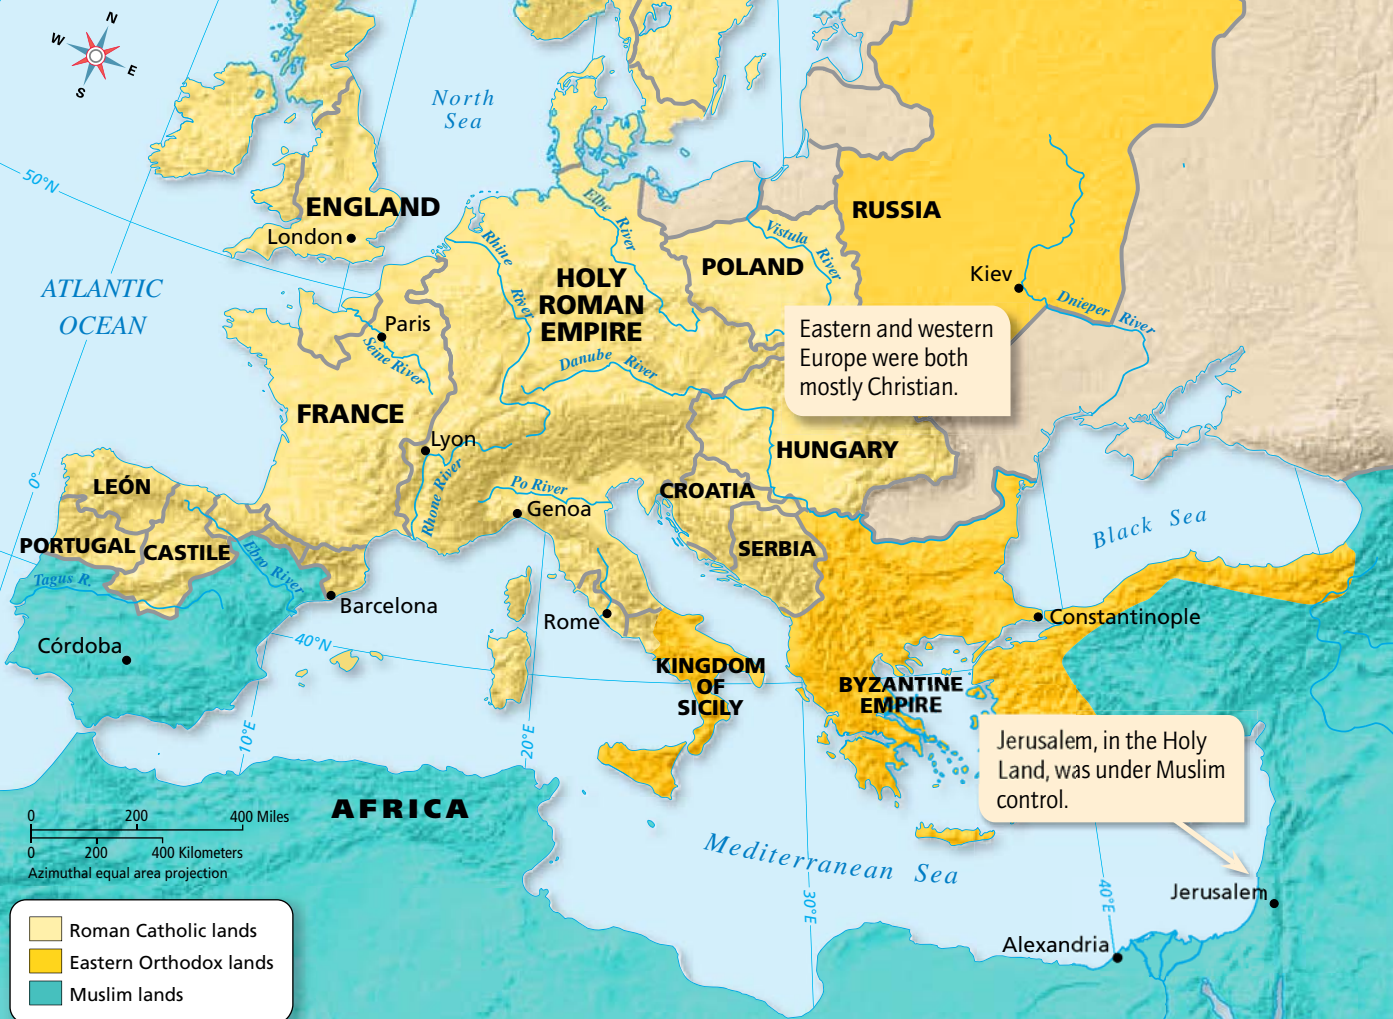 N
W
E
S
North
Sea
50°N
ENGLAND
London
ATLANTIC
OCEAN
Elbe River
Rhine River
HOLY
ROMAN
EMPIRE
POLAND
Vistula River
RUSSIA
Kiev
Dnieper River
Eastern and western
Europe were both
mostly Christian.
Paris
Seine River
Danube River
FRANCE
Lyon
Rhone River
HUNGARY
0°
LEÓN
Po River
Genoa
CROATIA
SERBIA
Black Sea
PORTUGAL
CASTILE
Ebro River
Tagus R.
Barcelona
Rome
Constantinople
Córdoba
40°N
KINGDOM
OF
SICILY
BYZANTINE
EMPIRE
10°E
20°E
Jerusalem, in the Holy
Land, was under Muslim
control.
AFRICA
0 200 400 Miles
0 200 400 Kilometers
Azimuthal equal area projection
Mediterranean Sea
30°E
40°E
Jerusalem
Alexandria
Roman Catholic lands
Eastern Orthodox lands
Muslim lands